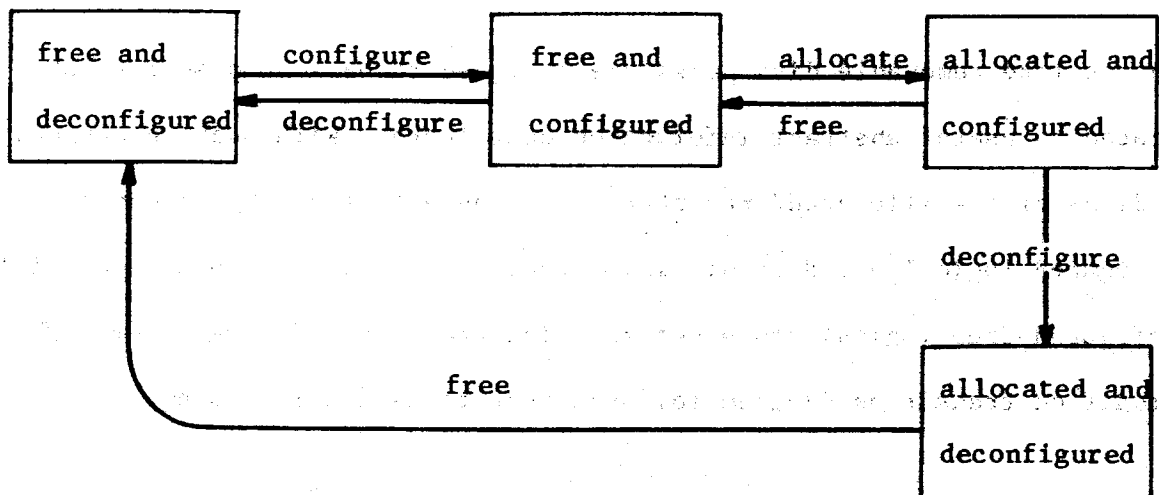 free and
deconfigured
configure
deconfigure
free and
configured
allocate
free
allocated and
configured
deconfigure
free
allocated and
deconfigured